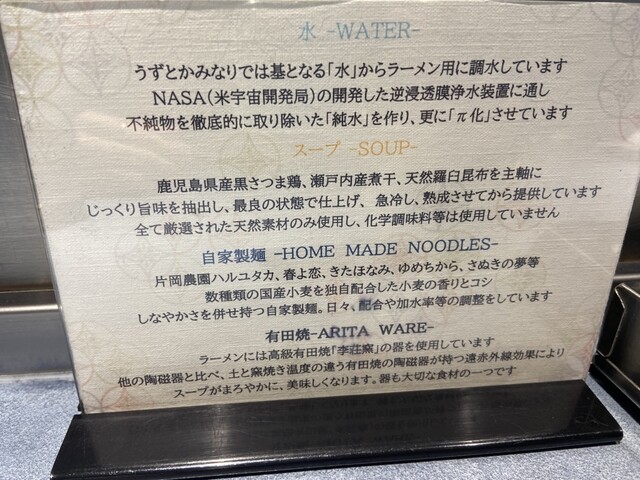 水 -WATER-
うずとかみなりでは基となる「水」からラーメン用に調水しています
NASA(米宇宙開発局)の開発した逆浸透膜浄水装置に通し
不純物を徹底的に取り除いた「純水」を作り、更に「π化」させています
スープ -SOUP-
鹿児島県産黒さつま鶏、瀬戸内産煮干、天然羅臼昆布を主軸に
じっくり旨味を抽出し、最良の状態で仕上げ、急冷し、熟成させてから提供しています
全て厳選された天然素材のみ使用し、化学調味料等は使用していません
自家製麺 -HOME MADE NOODLES-
片岡農園ハルユタカ、春よ恋、きたほなみ、ゆめちから、さぬきの夢等
数種類の国産小麦を独自配合した小麦の香りとコシ
しなやかさを併せ持つ自家製麺。日々、配合や加水率等の調整をしています
有田焼-ARITA WARE-
ラーメンには高級有田焼「李荘窯」の器を使用しています
他の陶磁器と比べ、土と窯焼き温度の違う有田焼の陶磁器が持つ遠赤外線効果により
スープがまろやかに、美味しくなります。器も大切な食材の一つです